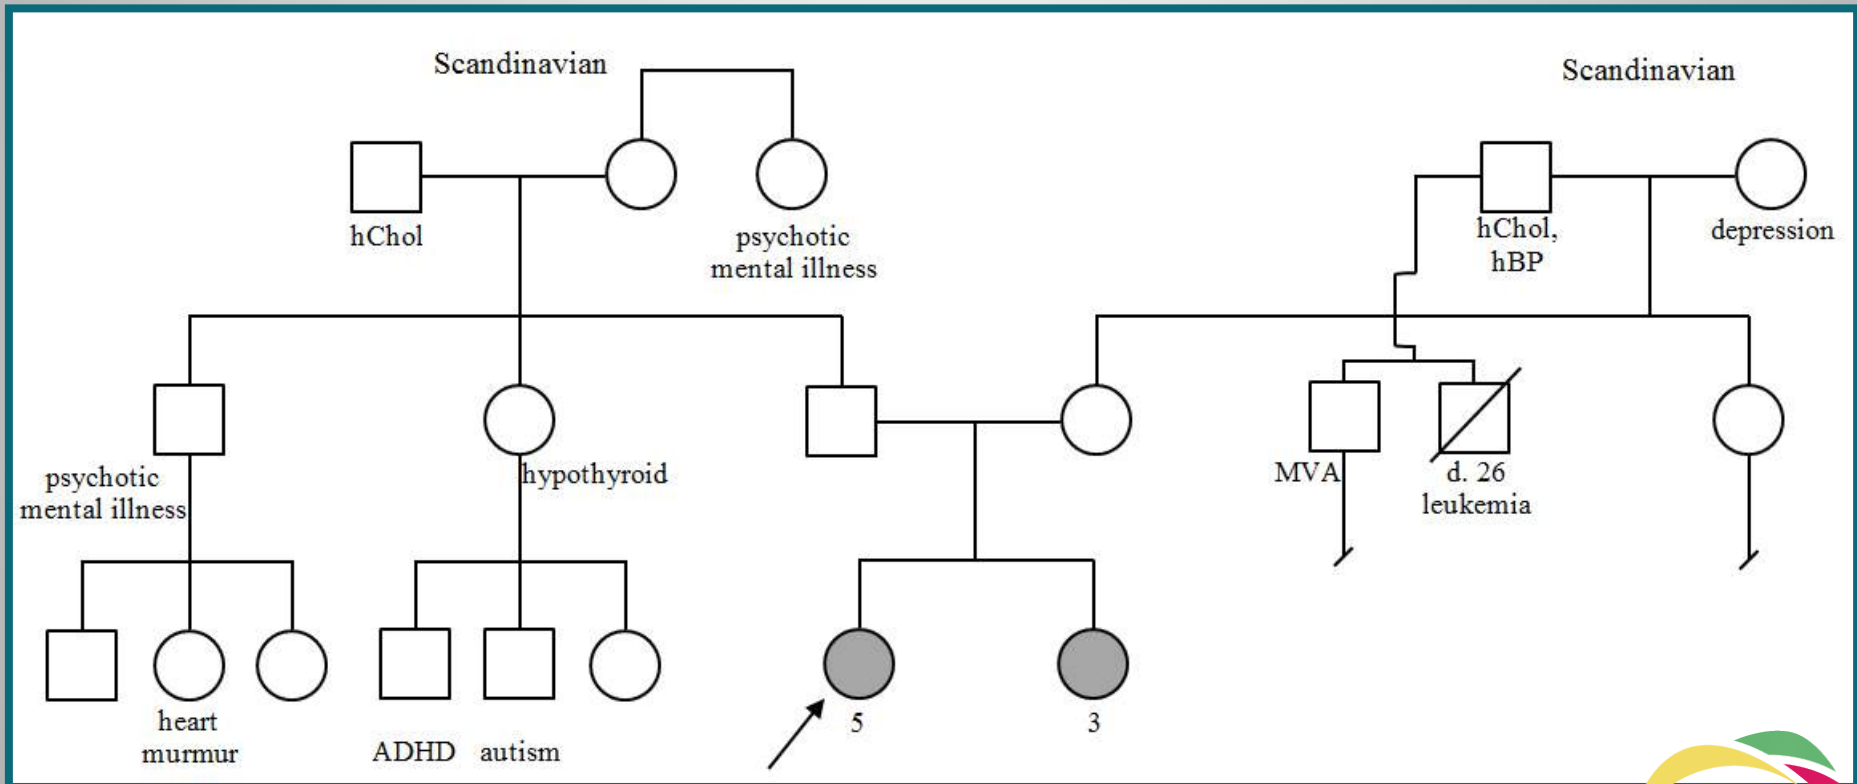 Scandinavian
Scandinavian
hChol
psychotic
mental illness
hChol,
hBP
depression
psychotic
mental illness
hypothyroid
MVA
d. 26
leukemia
heart
murmur
ADHD
autism
5
3